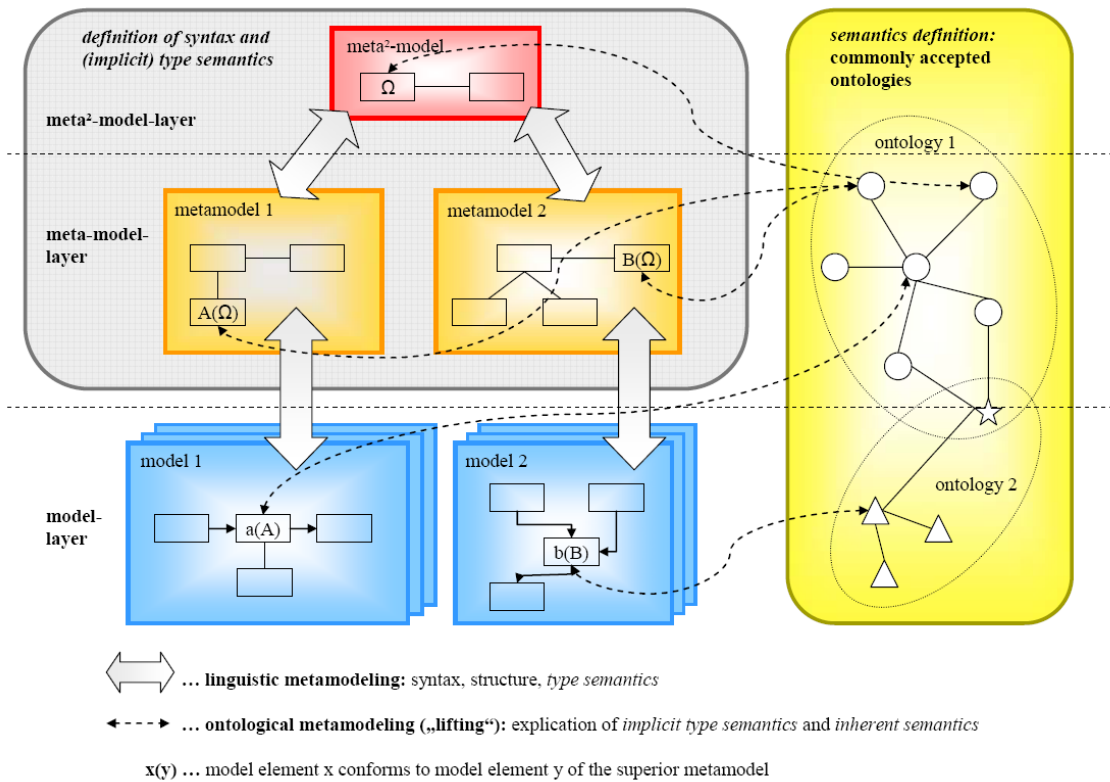 definition of syntax and
(implicit) type semantics
meta²-model
Ω
meta²-model-layer
semantics definition:
commonly accepted
ontologies
ontology 1
metamodel 1
A(Ω)
metamodel 2
B(Ω)
meta-model-
layer
model 1
a(A)
model 2
b(B)
model-
layer
ontology 2
... linguistic metamodeling: syntax, structure, type semantics
... ontological metamodeling („lifting“): explication of implicit type semantics and inherent semantics
x(y) ... model element x conforms to model element y of the superior metamodel